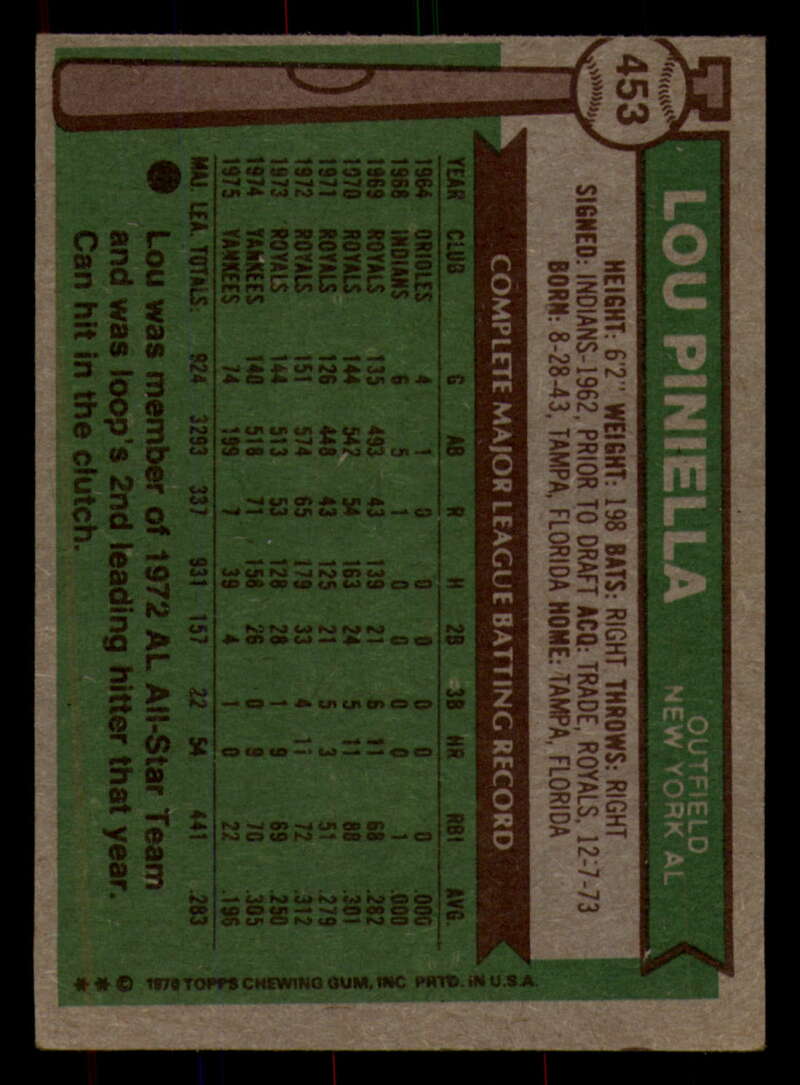 453
LOU PINIELLA
OUTFIELD
NEW YORK AL
HEIGHT: 6'2" WEIGHT: 198 BATS: RIGHT THROWS: RIGHT
SIGNED: INDIANS-1962, PRIOR TO DRAFT ACQ: TRADE, ROYALS, 12-7-73
BORN: 8-28-43, TAMPA, FLORIDA HOME: TAMPA, FLORIDA
COMPLETE MAJOR LEAGUE BATTING RECORD
YEAR CLUB G AB R H 2B 3B HR RBI AVG.
1964 ORIOLES 4 1 0 0 0 0 0 0 .000
1968 INDIANS 6 5 1 0 0 0 0 1 .000
1969 ROYALS 135 493 43 139 21 6 11 68 .282
1970 ROYALS 144 542 54 163 24 5 11 88 .301
1971 ROYALS 126 448 43 125 21 5 3 51 .279
1972 ROYALS 151 574 65 179 33 4 11 72 .312
1973 ROYALS 144 513 53 128 28 1 9 69 .250
1974 YANKEES 140 518 71 158 26 0 9 70 .305
1975 YANKEES 74 199 7 39 4 1 0 22 .196
MAJ. LEA. TOTALS: 924 3293 337 931 157 22 54 441 .283
Lou was member of 1972 AL All-Star Team
and was loop's 2nd leading hitter that year.
Can hit in the clutch.
** © 1976 TOPPS CHEWING GUM, INC PRTD. IN U.S.A.